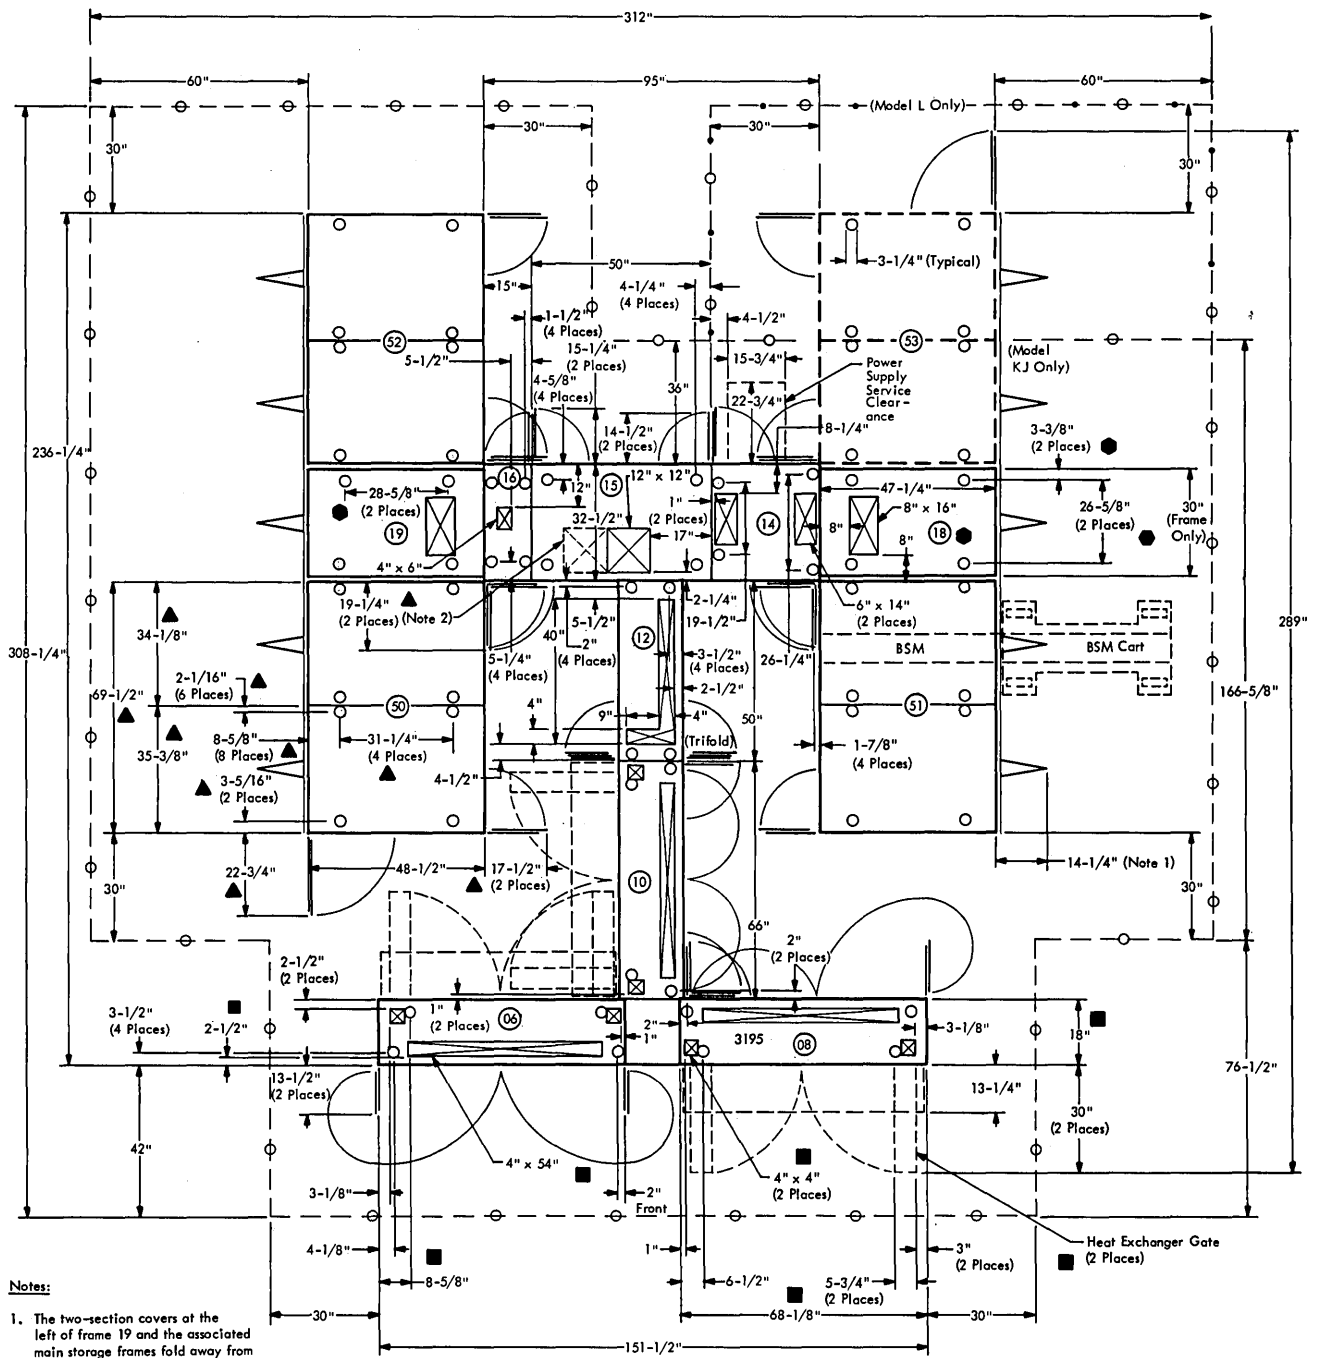 312"
60"
95"
60"
(Model L Only)
30"
30"
30"
30"
50"
3-1/4" (Typical)
15"
4-1/4"
(4 Places)
1-1/2"
(4 Places)
4-1/2"
52
53
5-1/2"
15-1/4"
(2 Places)
15-3/4"
(Model
KJ Only)
Power
Supply
Service
Clear-
ance
4-5/8"
(4 Places)
36"
22-3/4"
14-1/2"
(2 Places)
8-1/4"
3-3/8"
(2 Places)
236-1/4"
16
15
12" x 12"
12"
47-1/4"
28-5/8"
(2 Places)
1"
(2 Places)
8" x 16"
26-5/8"
(2 Places)
30"
(Frame
Only)
19
32-1/2"
17"
14
8"
18
8"
4" x 6"
19-1/4"
(2 Places)
(Note 2)
2-1/4"
6" x 14"
(2 Places)
289"
34-1/8"
5-1/2"
19-1/2"
40"
2"
(4 Places)
12
BSM
BSM Cart
308-1/4"
5-1/4"
(4 Places)
3-1/2"
(4 Places)
26-1/4"
2-1/16"
(6 Places)
69-1/2"
2-1/2"
166-5/8"
50
4"
9"
4"
50"
51
8-5/8"
(8 Places)
31-1/4"
(4 Places)
(Trifold)
35-3/8"
1-7/8"
(4 Places)
3-5/16"
(2 Places)
4-1/2"
48-1/2"
17-1/2"
(2 Places)
14-1/4" (Note 1)
22-3/4"
10
30"
30"
66"
2"
(2 Places)
2-1/2"
(2 Places)
3-1/2"
(4 Places)
2-1/2"
1"
(2 Places)
06
2"
1"
3195
08
3-1/8"
18"
13-1/2"
(2 Places)
76-1/2"
13-1/4"
30"
(2 Places)
42"
4" x 54"
4" x 4"
(2 Places)
3-1/8"
2"
Front
Heat Exchanger Gate
(2 Places)
4-1/8"
1"
3"
(2 Places)
8-5/8"
6-1/2"
5-3/4"
(2 Places)
Notes:
30"
68-1/8"
30"
1. The two-section covers at the
left of frame 19 and the associated
main storage frames fold away from
151-1/2"